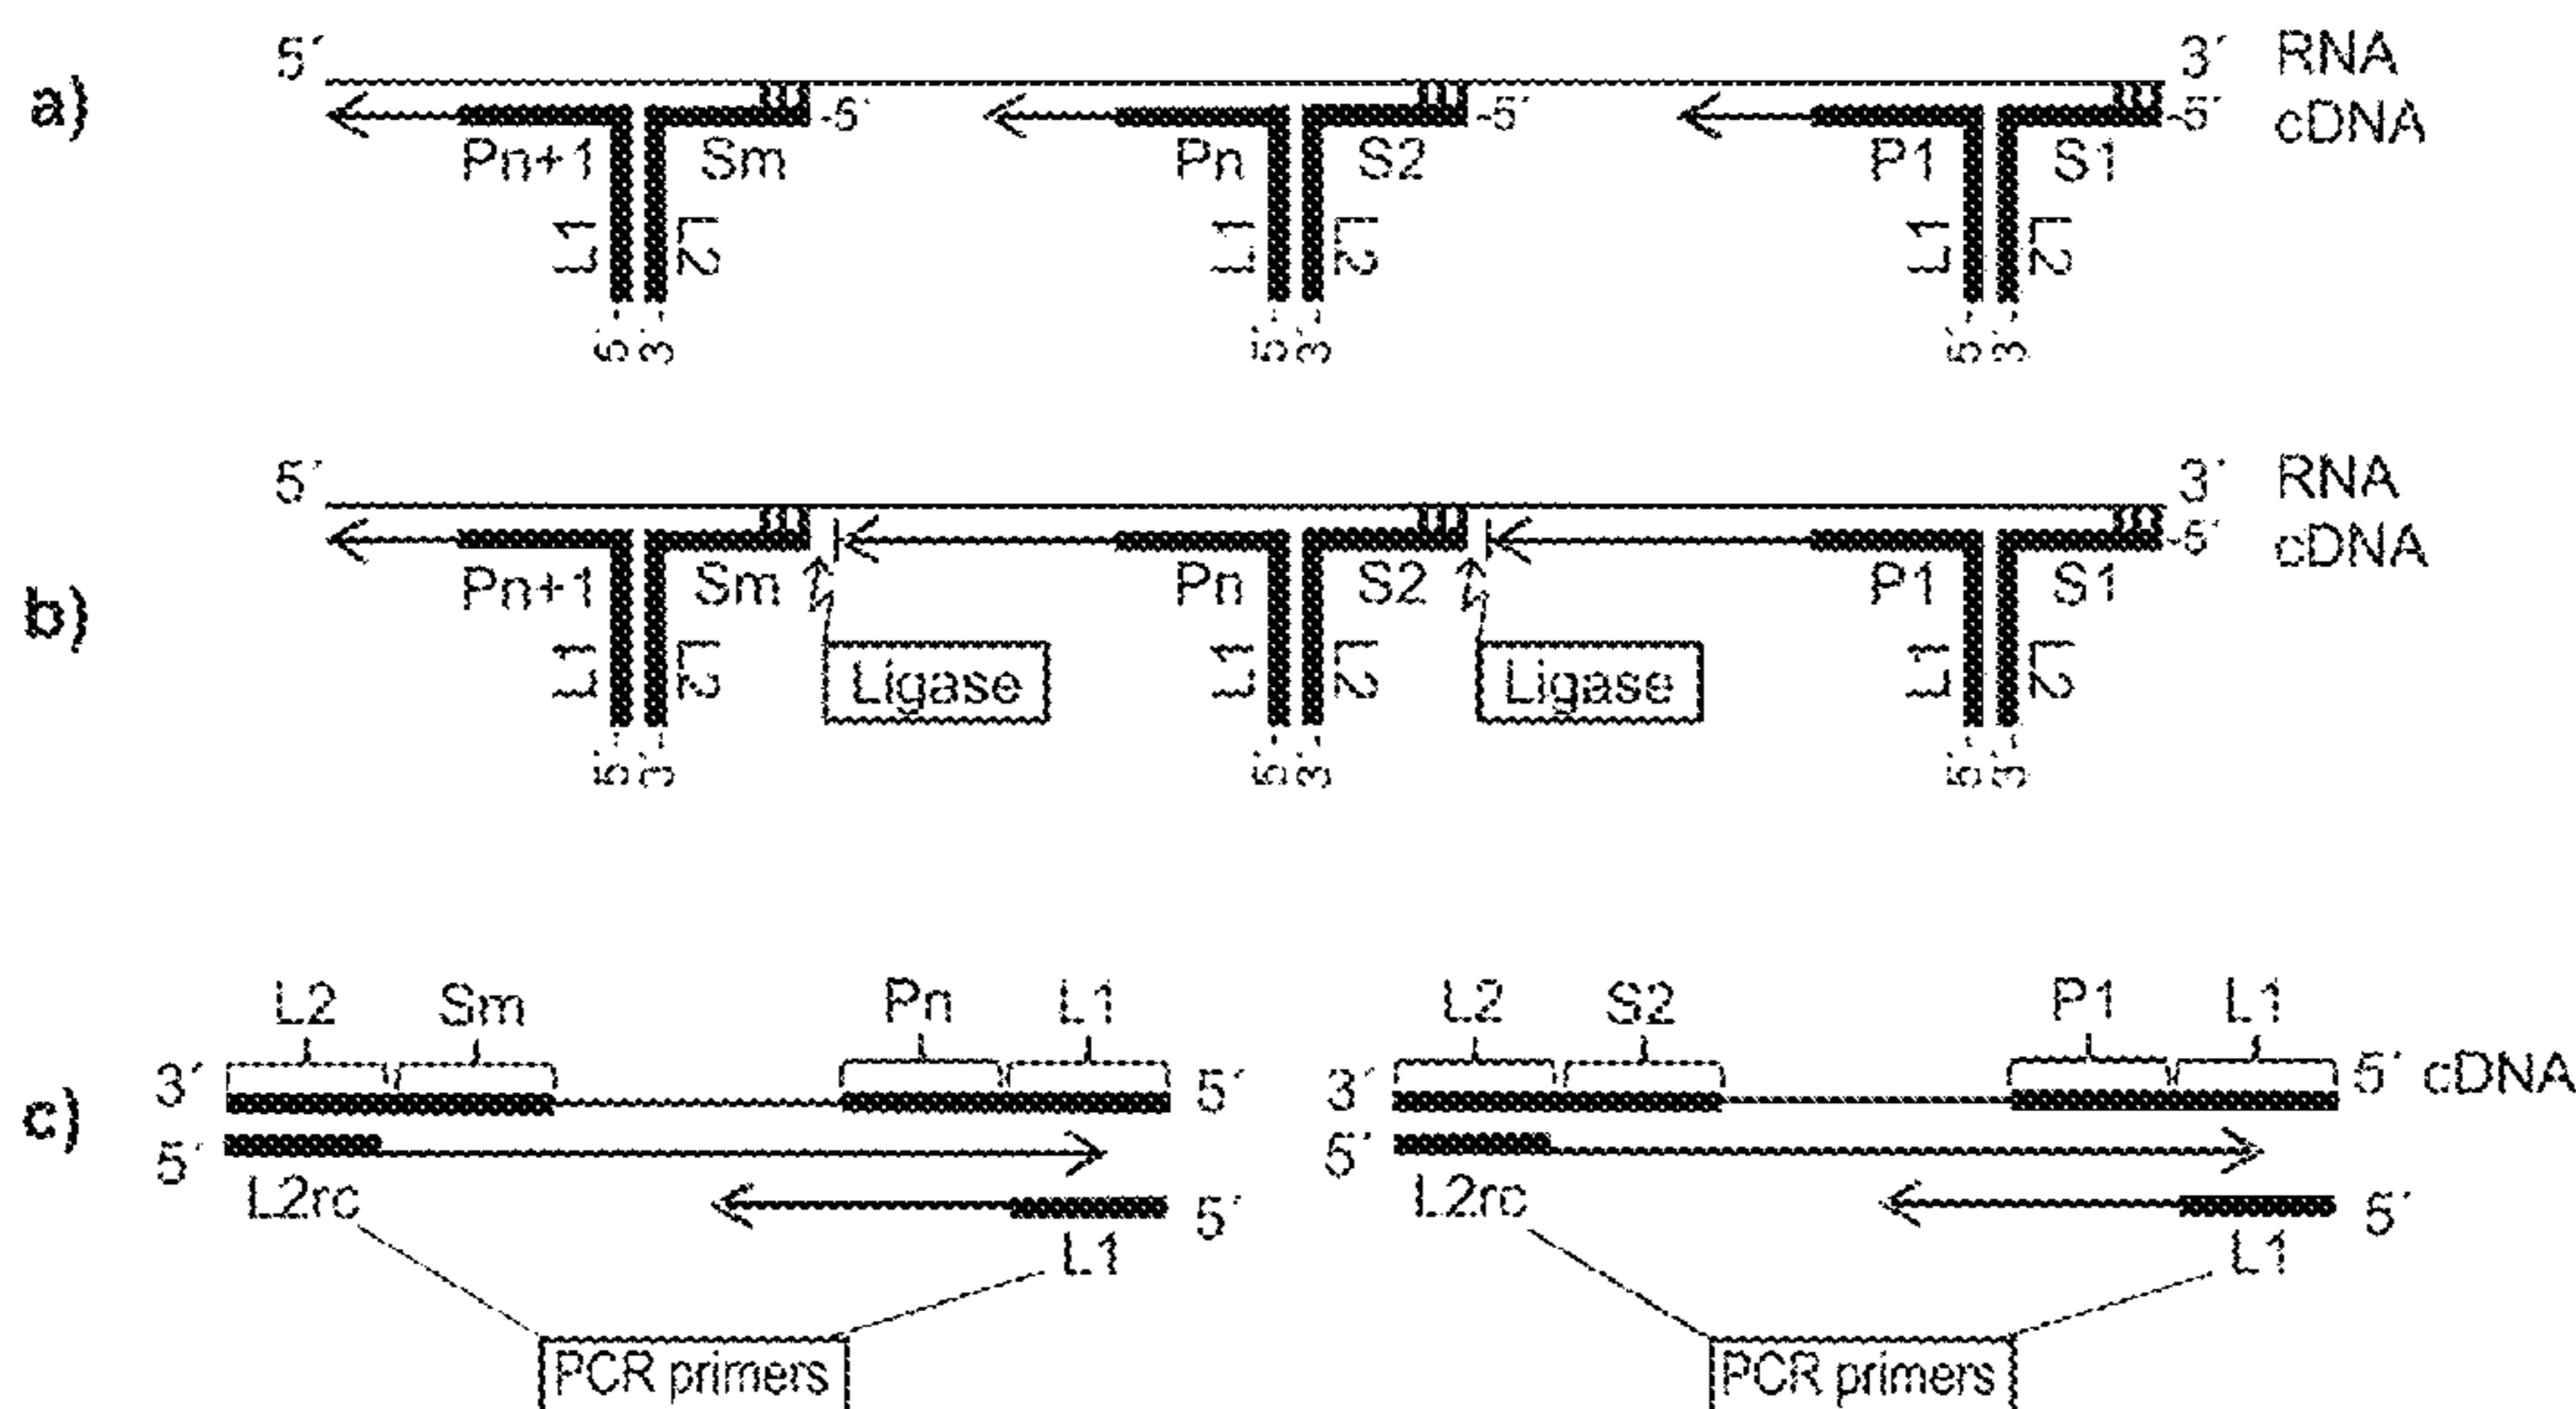 a)
5´ 3´ RNA
-5´ -5´ -5´ cDNA
Pn+1 Sm Pn S2 P1 S1
L1 L2 L1 L2 L1 L2
5´- 3´- 5´- 3´- 5´- 3´-
b)
5´ 3´ RNA
-5´ cDNA
Pn+1 Sm Pn S2 P1 S1
L1 L2 Ligase L1 L2 Ligase L1 L2
5´- 3´- 5´- 3´- 5´- 3´-
c)
L2 Sm Pn L1 L2 S2 P1 L1
3´ 5´ 3´ 5´ cDNA
5´ 5´
L2rc 5´ L2rc 5´
L1 L1
PCR primers PCR primers